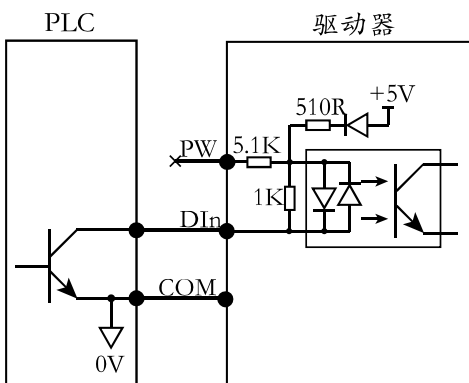 PLC
驱动器
+5V
510R
PW
5.1K
1K
DIn
COM
0V